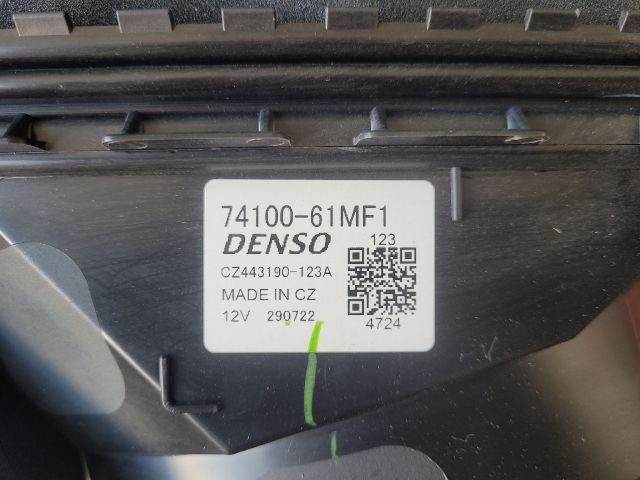 74100-61MF1
DENSO
123
CZ443190-123A
MADE IN CZ
12V 290722
4724